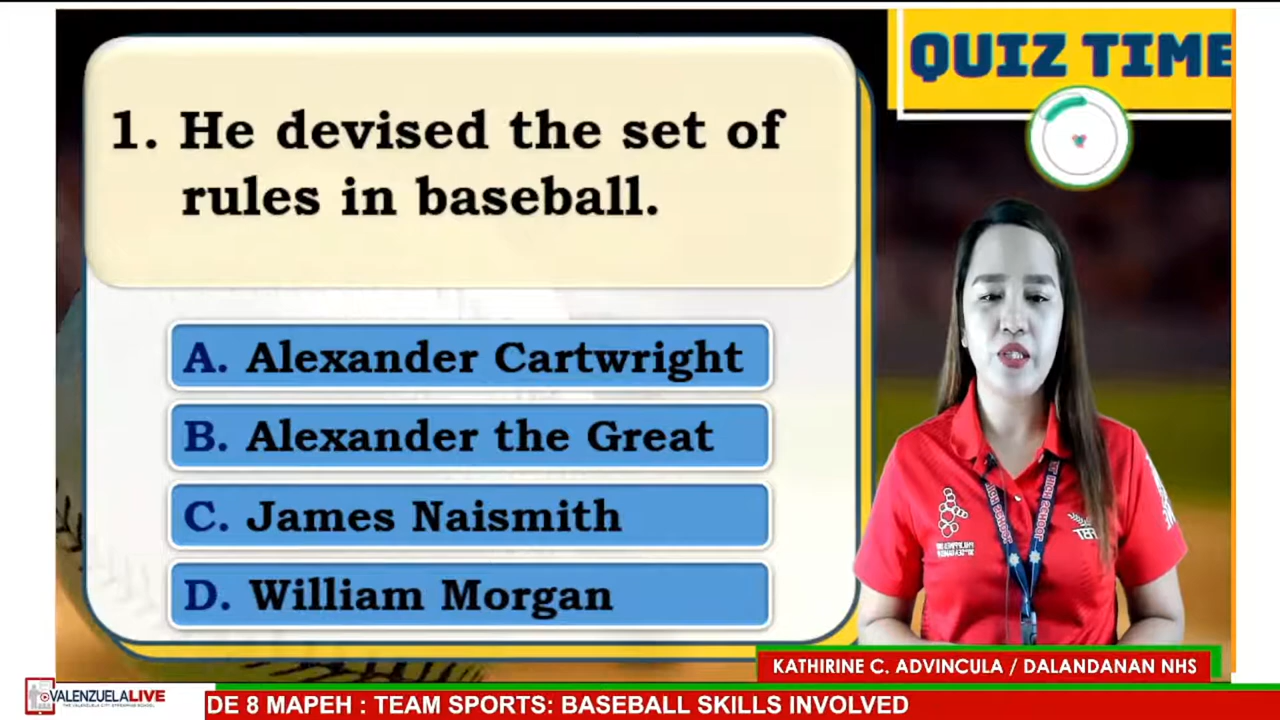 QUIZ TIME
1. He devised the set of
rules in baseball.
A. Alexander Cartwright
B. Alexander the Great
C. James Naismith
D. William Morgan
KATHIRINE C. ADVINCULA / DALANDANAN NHS
VALENZUELALIVE
DE 8 MAPEH : TEAM SPORTS: BASEBALL SKILLS INVOLVED